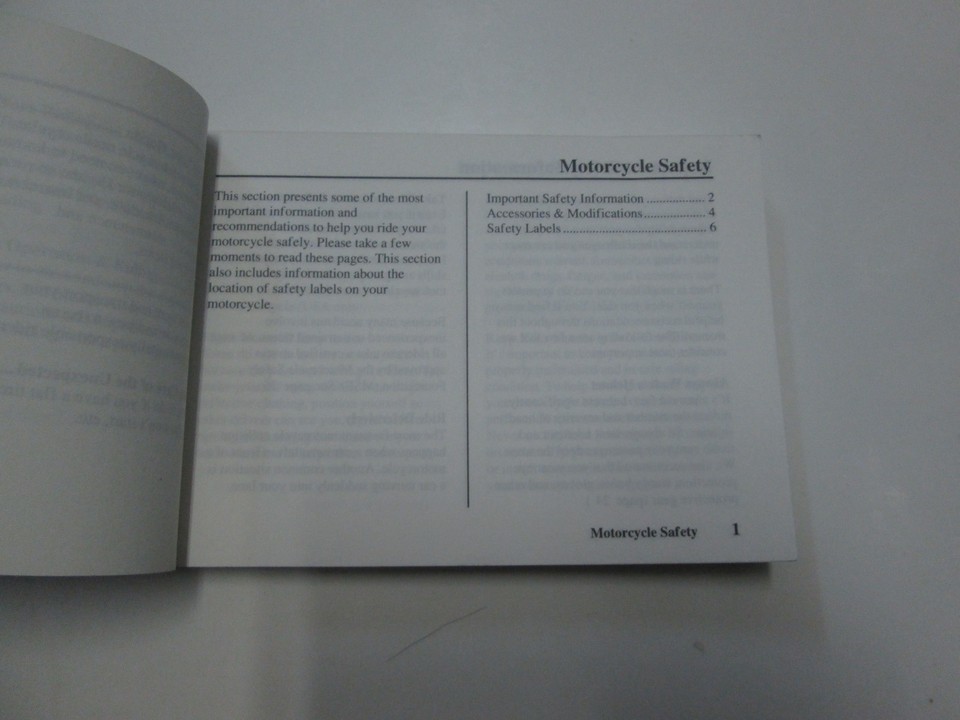 Motorcycle Safety
This section presents some of the most
important information and
recommendations to help you ride your
motorcycle safely. Please take a few
moments to read these pages. This section
also includes information about the
location of safety labels on your
motorcycle.
Important Safety Information .................. 2
Accessories & Modifications................... 4
Safety Labels........................................... 6
Motorcycle Safety 1